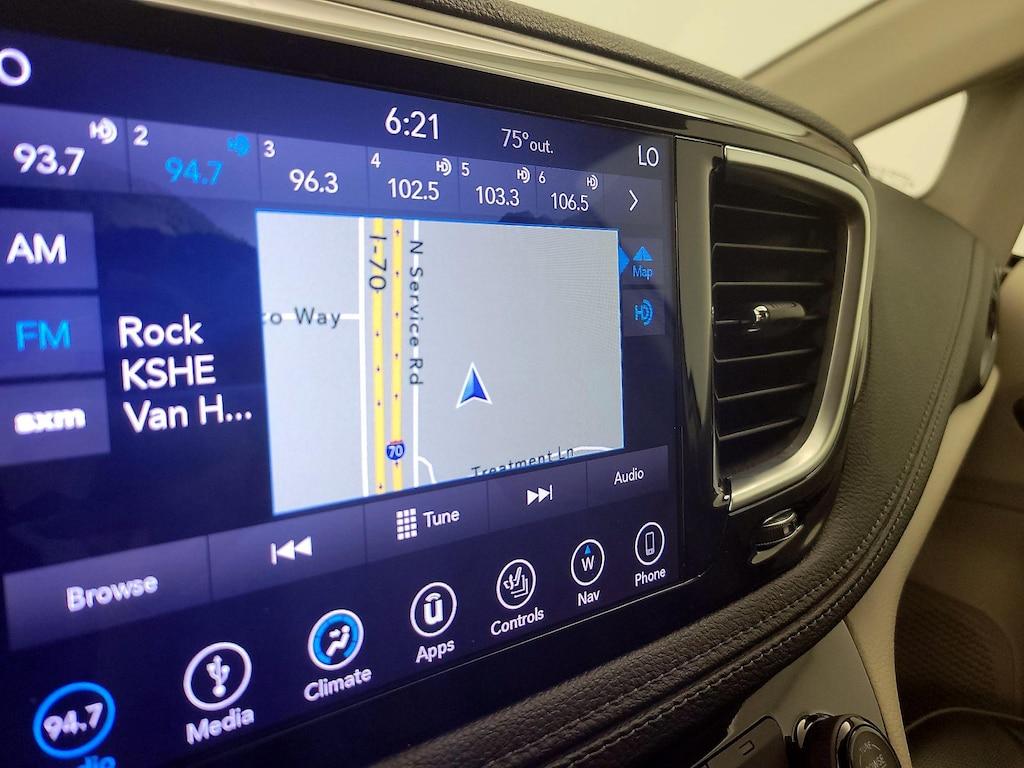 LO
6:21
75° out.
LO
93.7
2
94.7
3
96.3
4
102.5
5
103.3
6
106.5
AM
FM
sxm
Rock
KSHE
Van H...
I-70
N Service Rd
o Way
70
Treatment Ln
Map
Browse
Tune
Audio
94.7
dio
Media
Climate
Apps
Controls
W
Nav
Phone